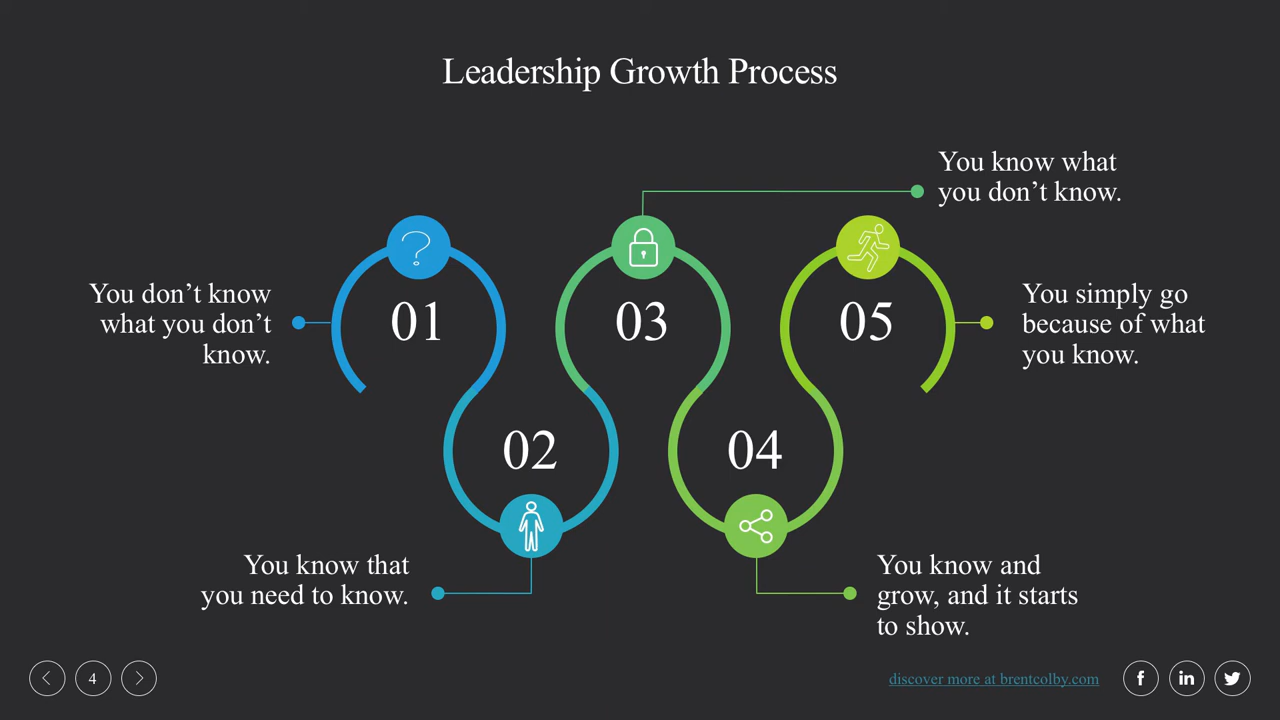 Leadership Growth Process
01
You don’t know
what you don’t
know.
02
You know that
you need to know.
03
You know what
you don’t know.
04
You know and
grow, and it starts
to show.
05
You simply go
because of what
you know.
4
discover more at brentcolby.com
f
in